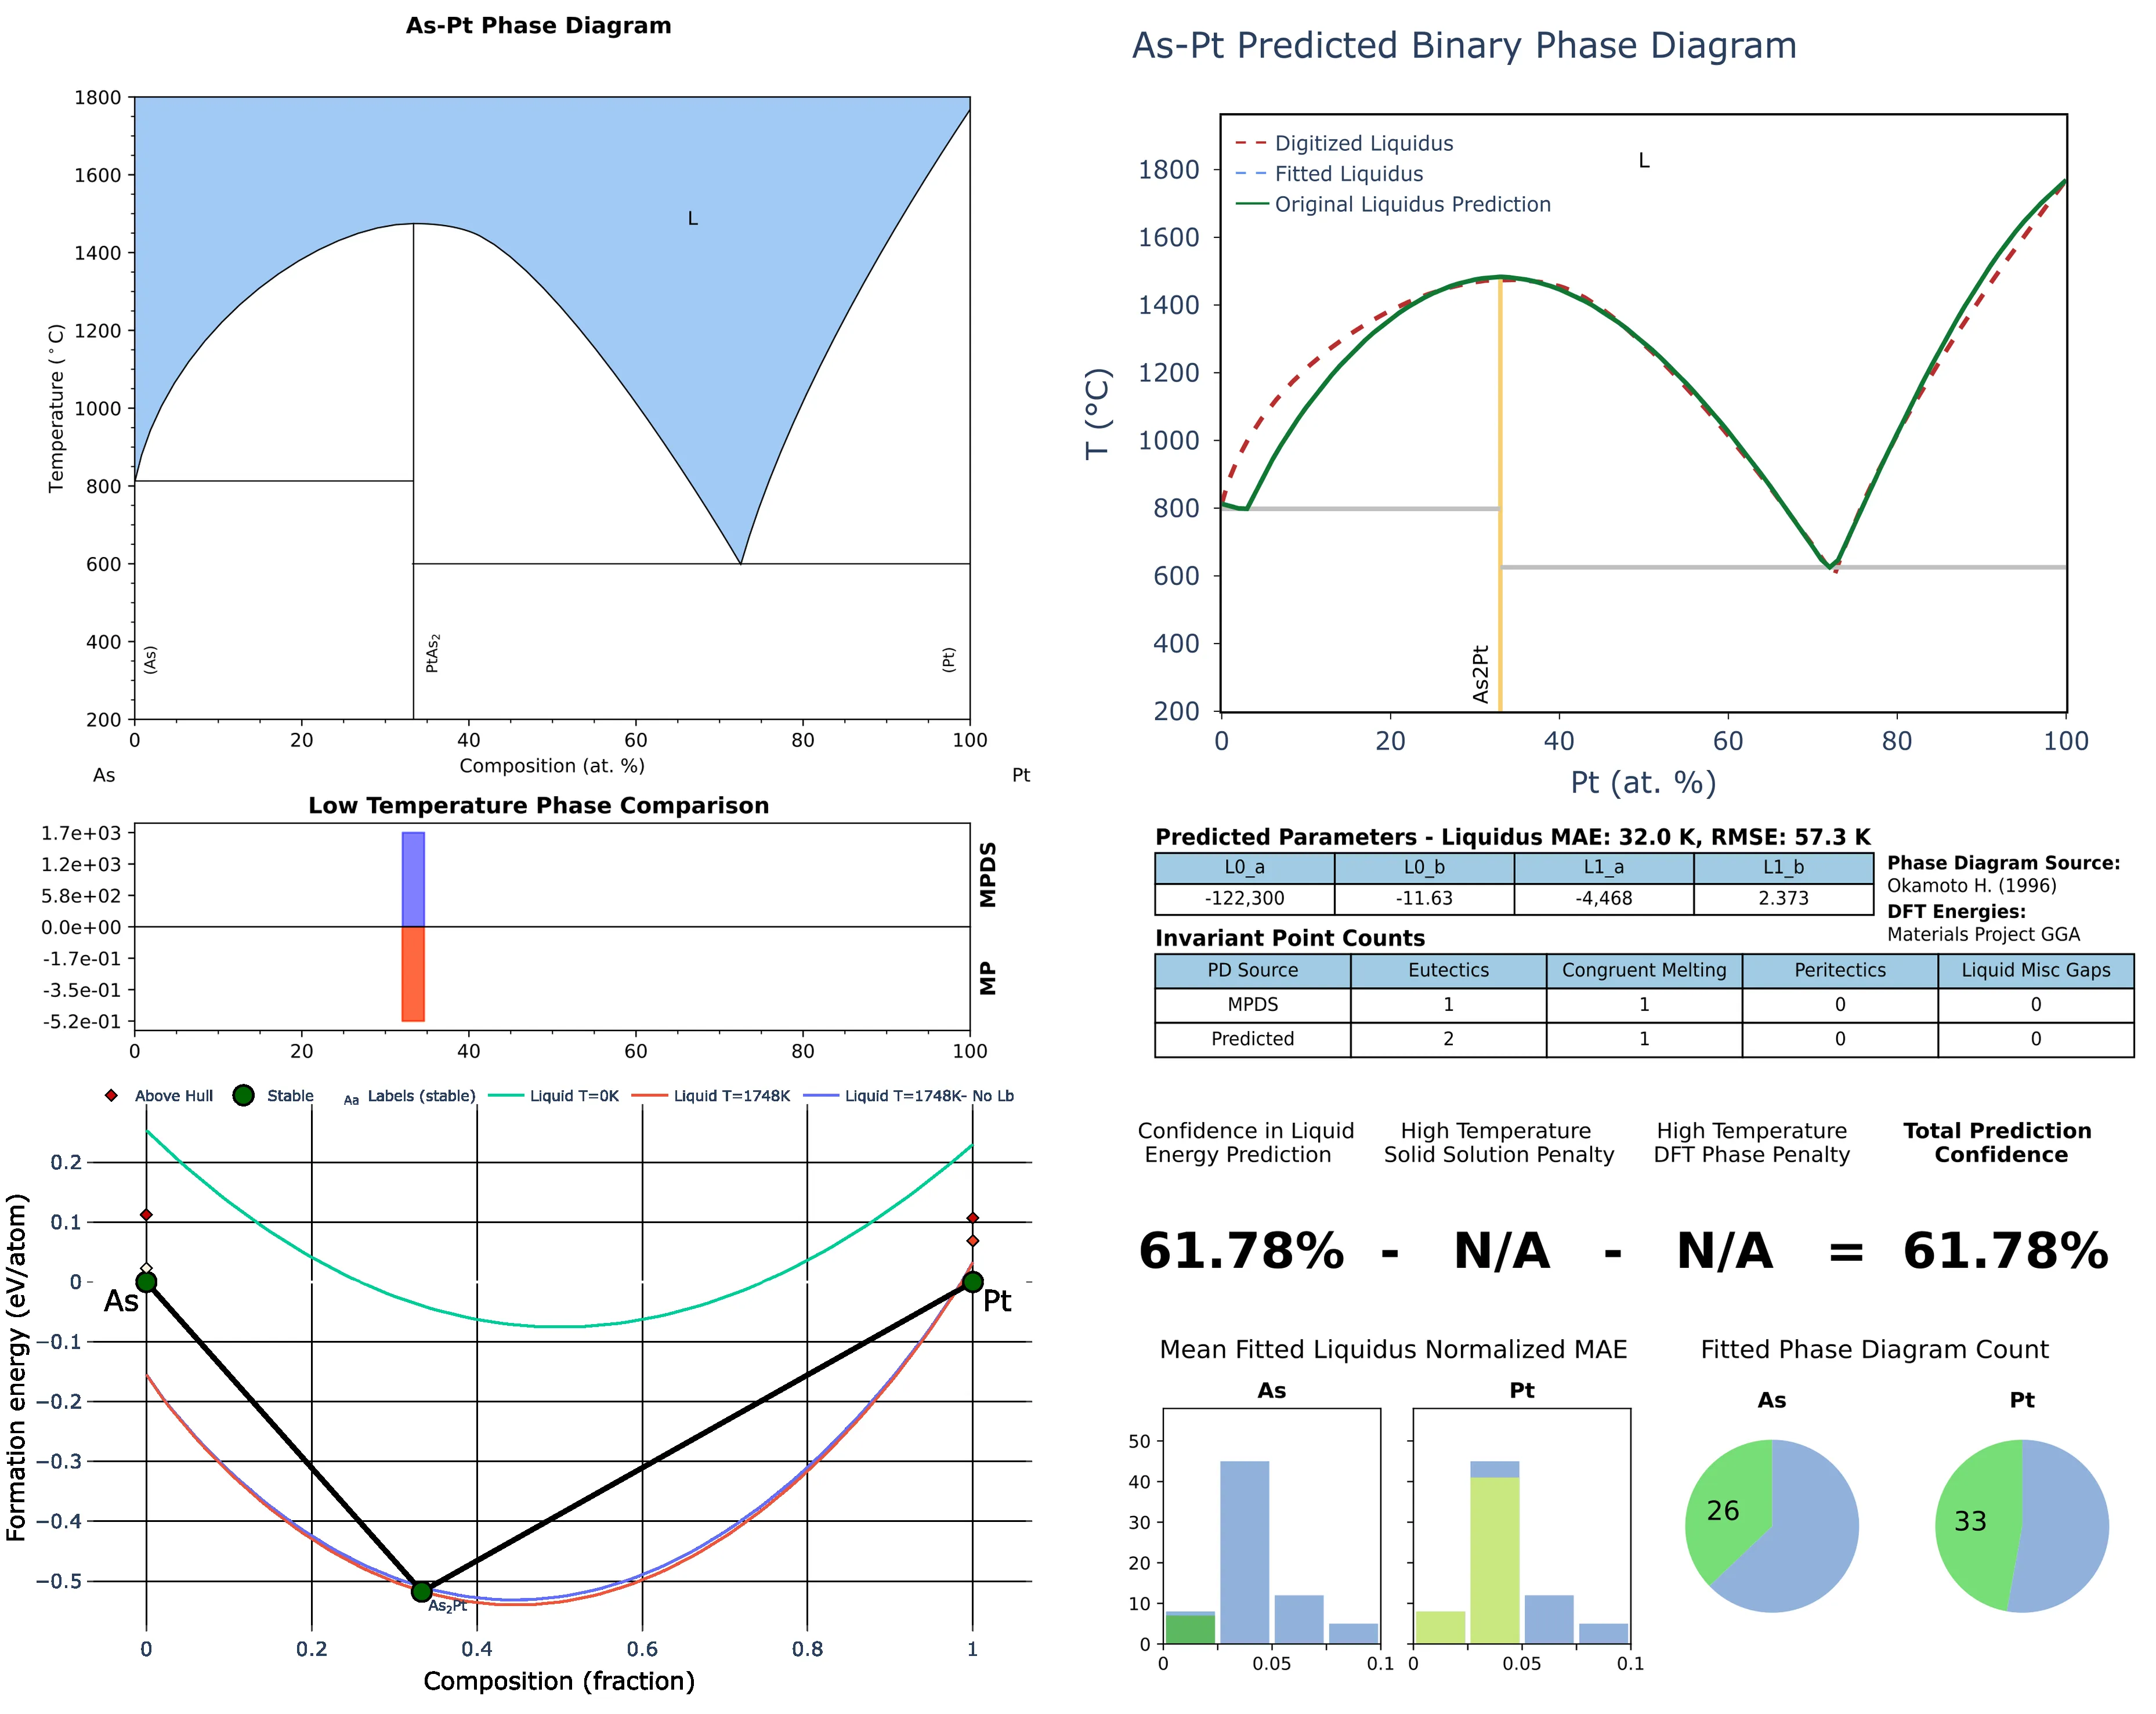 As-Pt Phase Diagram
1800
1600
1400
1200
1000
800
600
400
200
Temperature (°C)
L
(As)
PtAs₂
(Pt)
0
20
40
60
80
100
Composition (at. %)
As
Pt
Low Temperature Phase Comparison
1.7e+03
1.2e+03
5.8e+02
0.0e+00
-1.7e-01
-3.5e-01
-5.2e-01
MPDS
MP
0
20
40
60
80
100
Above Hull
Stable
Aa
Labels (stable)
Liquid T=0K
Liquid T=1748K
Liquid T=1748K- No Lb
0.2
0.1
0
−0.1
−0.2
−0.3
−0.4
−0.5
Formation energy (eV/atom)
As
Pt
As₂Pt
0
0.2
0.4
0.6
0.8
1
Composition (fraction)
As-Pt Predicted Binary Phase Diagram
Digitized Liquidus
Fitted Liquidus
Original Liquidus Prediction
L
1800
1600
1400
1200
1000
800
600
400
200
T (°C)
As2Pt
0
20
40
60
80
100
Pt (at. %)
Predicted Parameters - Liquidus MAE: 32.0 K, RMSE: 57.3 K
L0_a L0_b L1_a L1_b
-122,300 -11.63 -4,468 2.373
Phase Diagram Source:
Okamoto H. (1996)
DFT Energies:
Materials Project GGA
Invariant Point Counts
PD Source Eutectics Congruent Melting Peritectics Liquid Misc Gaps
MPDS 1 1 0 0
Predicted 2 1 0 0
Confidence in Liquid
Energy Prediction
High Temperature
Solid Solution Penalty
High Temperature
DFT Phase Penalty
Total Prediction
Confidence
61.78% - N/A - N/A = 61.78%
Mean Fitted Liquidus Normalized MAE
As
Pt
50
40
30
20
10
0
0
0.05
0.1
0
0.05
0.1
Fitted Phase Diagram Count
As
Pt
26
33